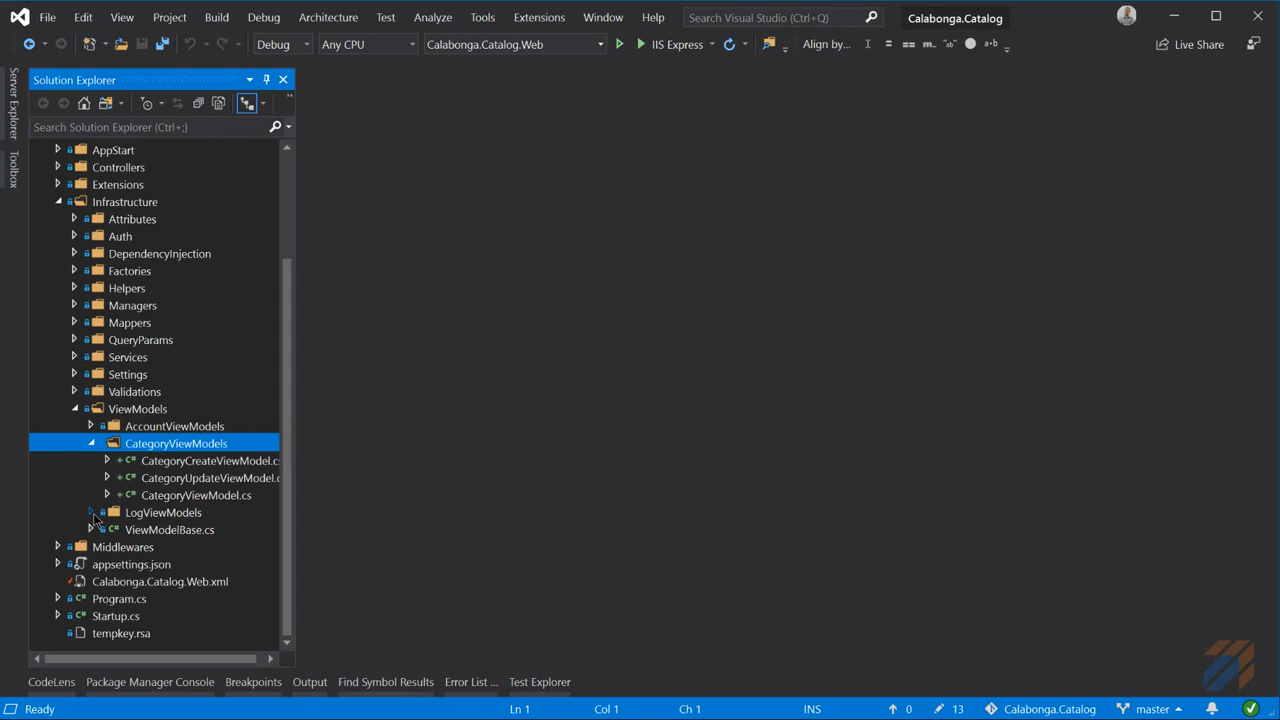 File Edit View Project Build Debug Architecture Test Analyze Tools Extensions Window Help Search Visual Studio (Ctrl+Q) Calabonga.Catalog
Debug Any CPU Calabonga.Catalog.Web IIS Express Align by... Live Share
Server Explorer
Toolbox
Solution Explorer
Search Solution Explorer (Ctrl+;)
AppStart
Controllers
Extensions
Infrastructure
Attributes
Auth
DependencyInjection
Factories
Helpers
Managers
Mappers
QueryParams
Services
Settings
Validations
ViewModels
AccountViewModels
CategoryViewModels
CategoryCreateViewModel.cs
CategoryUpdateViewModel.c
CategoryViewModel.cs
LogViewModels
ViewModelBase.cs
Middlewares
appsettings.json
Calabonga.Catalog.Web.xml
Program.cs
Startup.cs
tempkey.rsa
CodeLens Package Manager Console Breakpoints Output Find Symbol Results Error List ... Test Explorer
Ready Ln 1 Col 1 Ch 1 INS 0 13 Calabonga.Catalog master